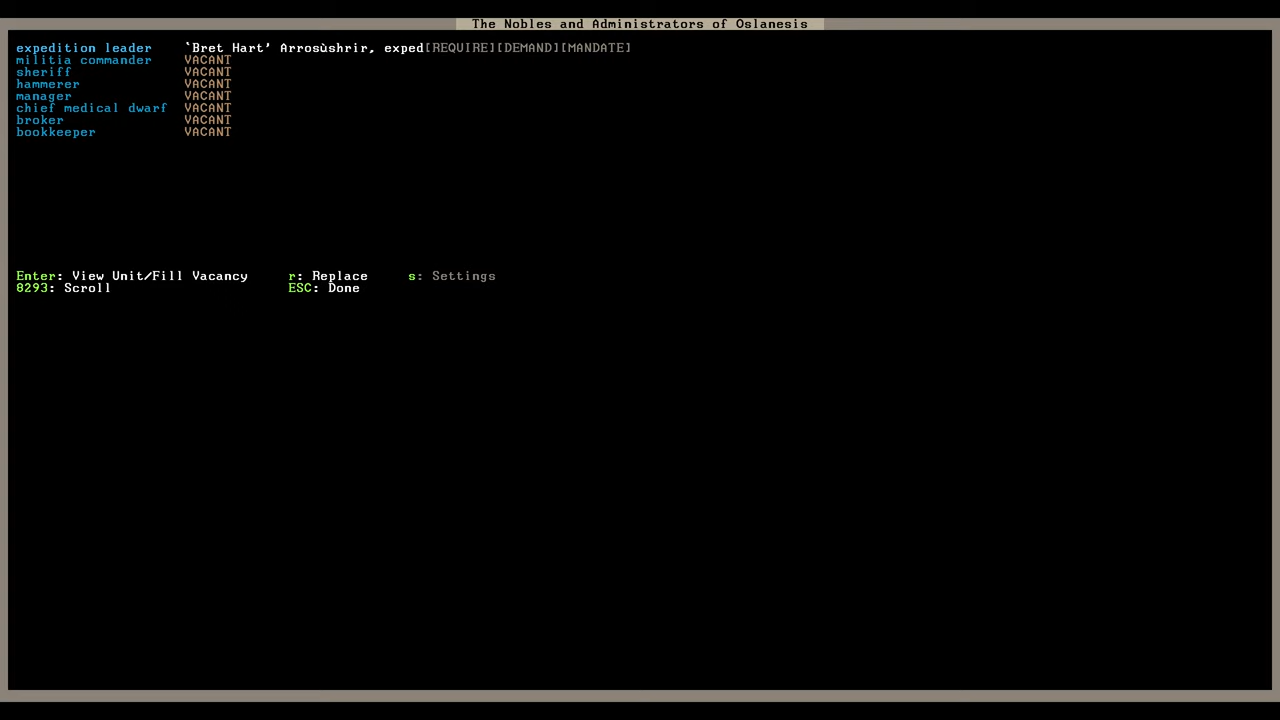 The Nobles and Administrators of Oslanesis
expedition leader `Bret Hart' Arrosùshrir, exped[REQUIRE][DEMAND][MANDATE]
militia commander VACANT
sheriff VACANT
hammerer VACANT
manager VACANT
chief medical dwarf VACANT
broker VACANT
bookkeeper VACANT
Enter: View Unit/Fill Vacancy r: Replace s: Settings
8293: Scroll ESC: Done